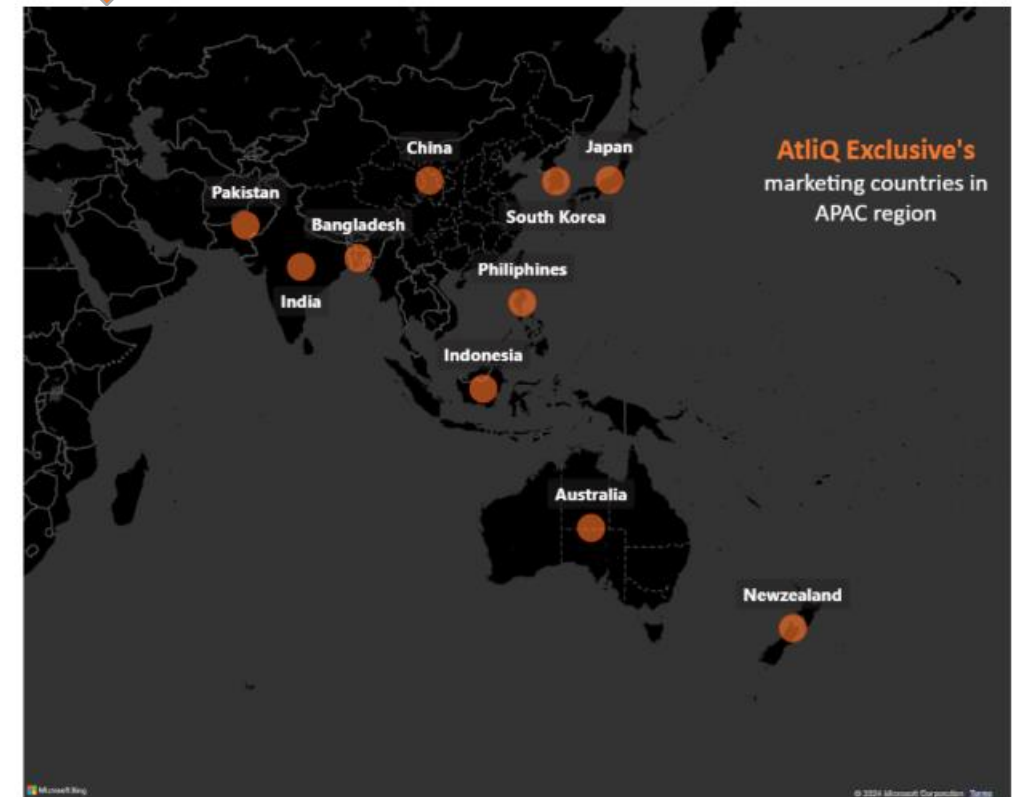 China
Japan
AtliQ Exclusive's
marketing countries in
APAC region
Pakistan
South Korea
Bangladesh
Philiphines
India
Indonesia
Australia
Newzealand
Microsoft Bing
© 2024 Microsoft Corporation Terms